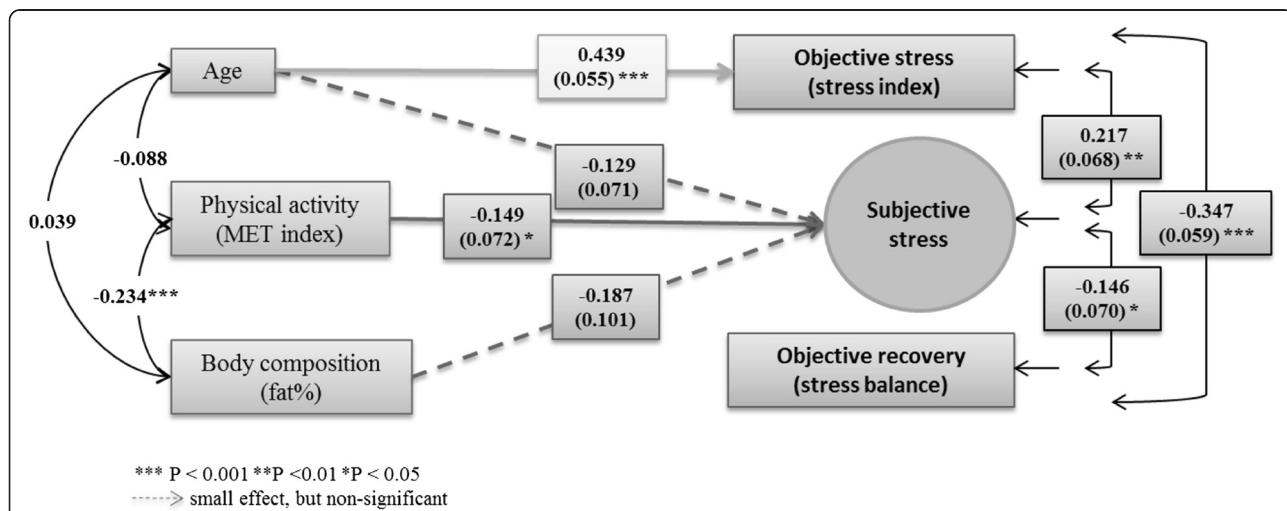 Age
0.439
(0.055) ***
Objective stress
(stress index)
-0.088
-0.129
(0.071)
0.217
(0.068) **
0.039
Physical activity
(MET index)
-0.149
(0.072) *
Subjective
stress
-0.347
(0.059) ***
-0.234***
-0.187
(0.101)
-0.146
(0.070) *
Body composition
(fat%)
Objective recovery
(stress balance)
*** P < 0.001 **P <0.01 *P < 0.05
small effect, but non-significant